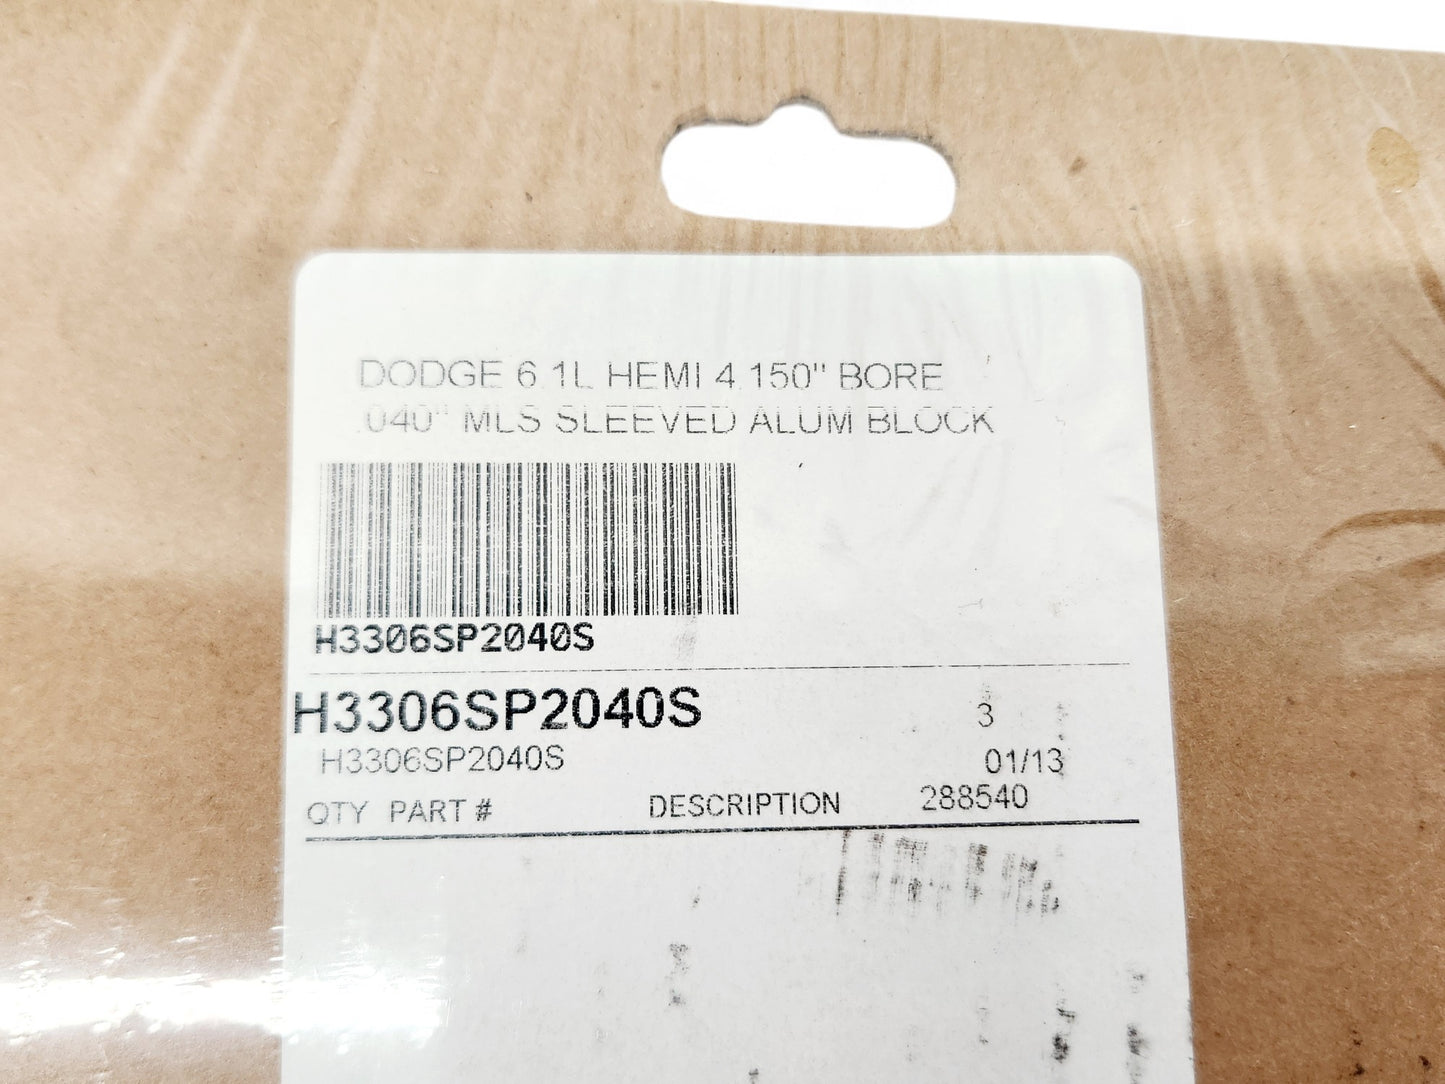 DODGE 6.1L HEMI 4.150" BORE
.040" MLS SLEEVED ALUM BLOCK
H3306SP2040S
H3306SP2040S 3
H3306SP2040S 01/13
QTY PART # DESCRIPTION 288540